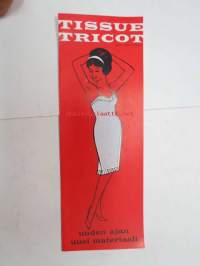 TISSUE
TRICOT
uuden ajan
uusi materiaali